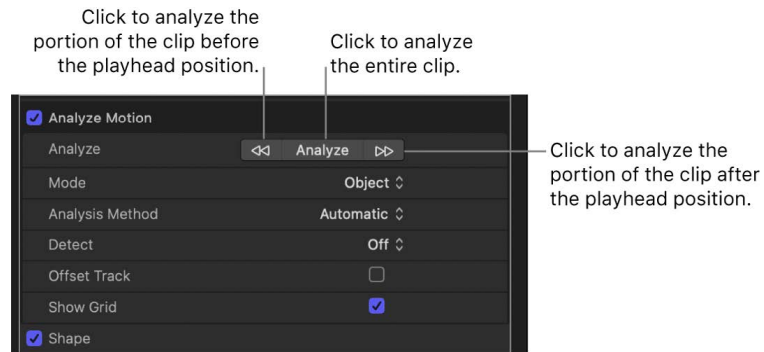 Click to analyze the
portion of the clip before
the playhead position.
Click to analyze
the entire clip.
Analyze Motion
Analyze
Analyze
Click to analyze the
portion of the clip after
the playhead position.
Mode
Object
Analysis Method
Automatic
Detect
Off
Offset Track
Show Grid
Shape